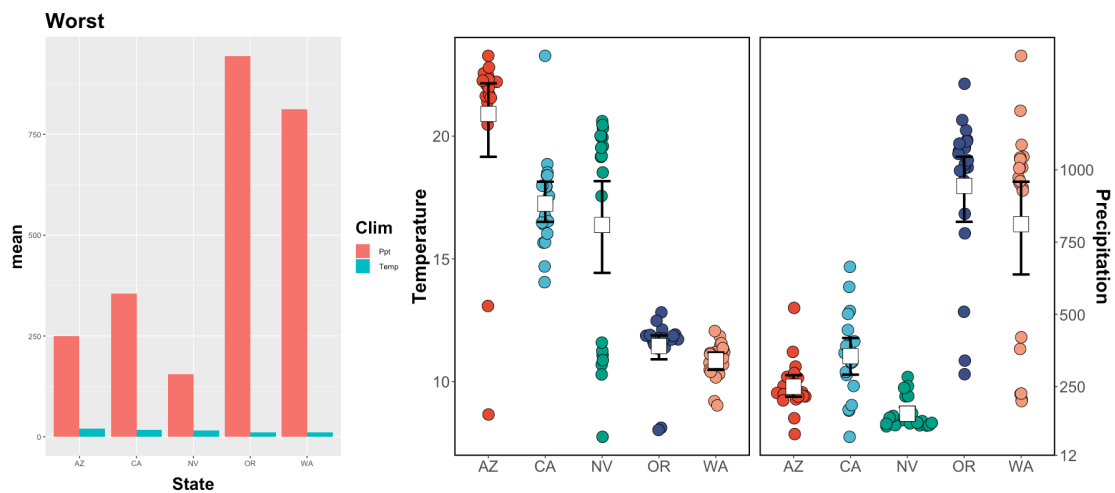 Worst
mean
750
500
250
0
AZ CA NV OR WA
State
Clim
Ppt
Temp
Temperature
20
15
10
AZ CA NV OR WA
AZ CA NV OR WA
1000
750
500
250
12
Precipitation